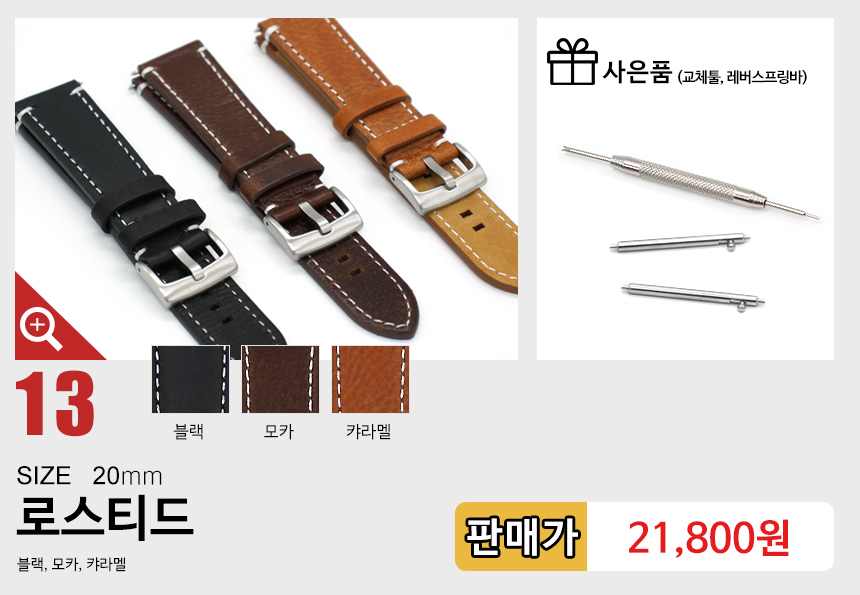 사은품 (교체툴, 레버스프링바)
13
블랙
모카
캬라멜
SIZE 20mm
로스티드
블랙, 모카, 캬라멜
판매가
21,800원